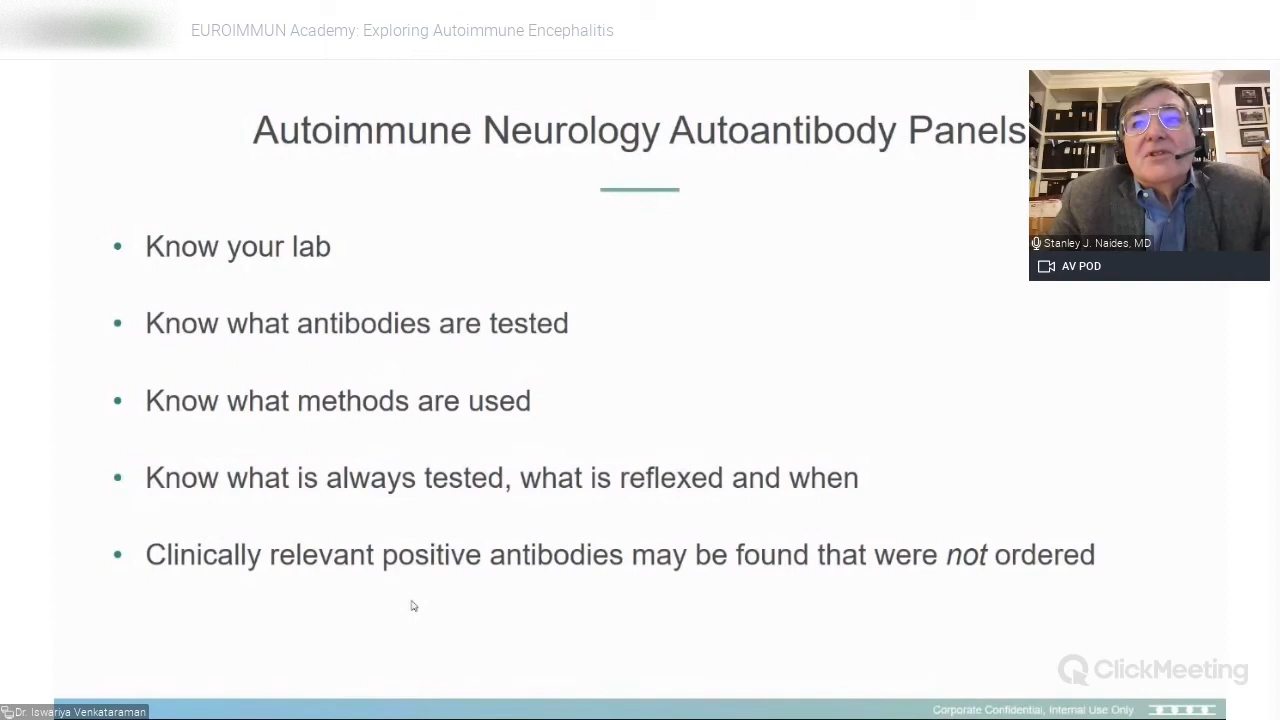 EUROIMMUN Academy: Exploring Autoimmune Encephalitis
Autoimmune Neurology Autoantibody Panels
Stanley J. Naides, MD
AV POD
• Know your lab
• Know what antibodies are tested
• Know what methods are used
• Know what is always tested, what is reflexed and when
• Clinically relevant positive antibodies may be found that were not ordered
ClickMeeting
Dr. Iswariya Venkataraman
Corporate Confidential, Internal Use Only